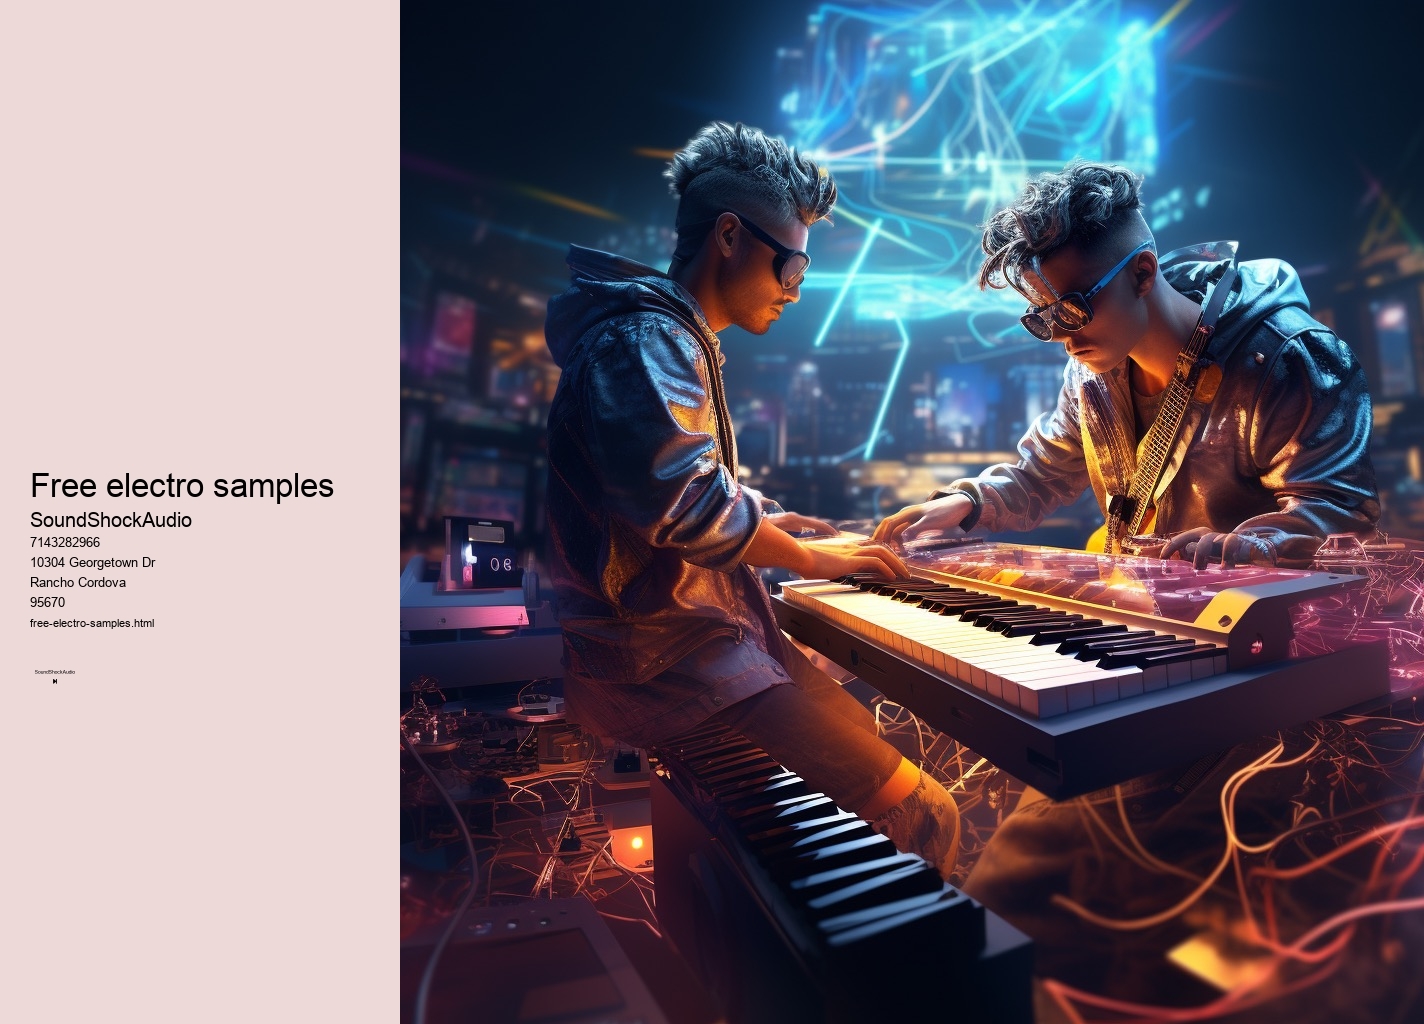 Free electro samples
SoundShockAudio
7143282966
10304 Georgetown Dr
Rancho Cordova
95670
free-electro-samples.html
SoundShockAudio
06